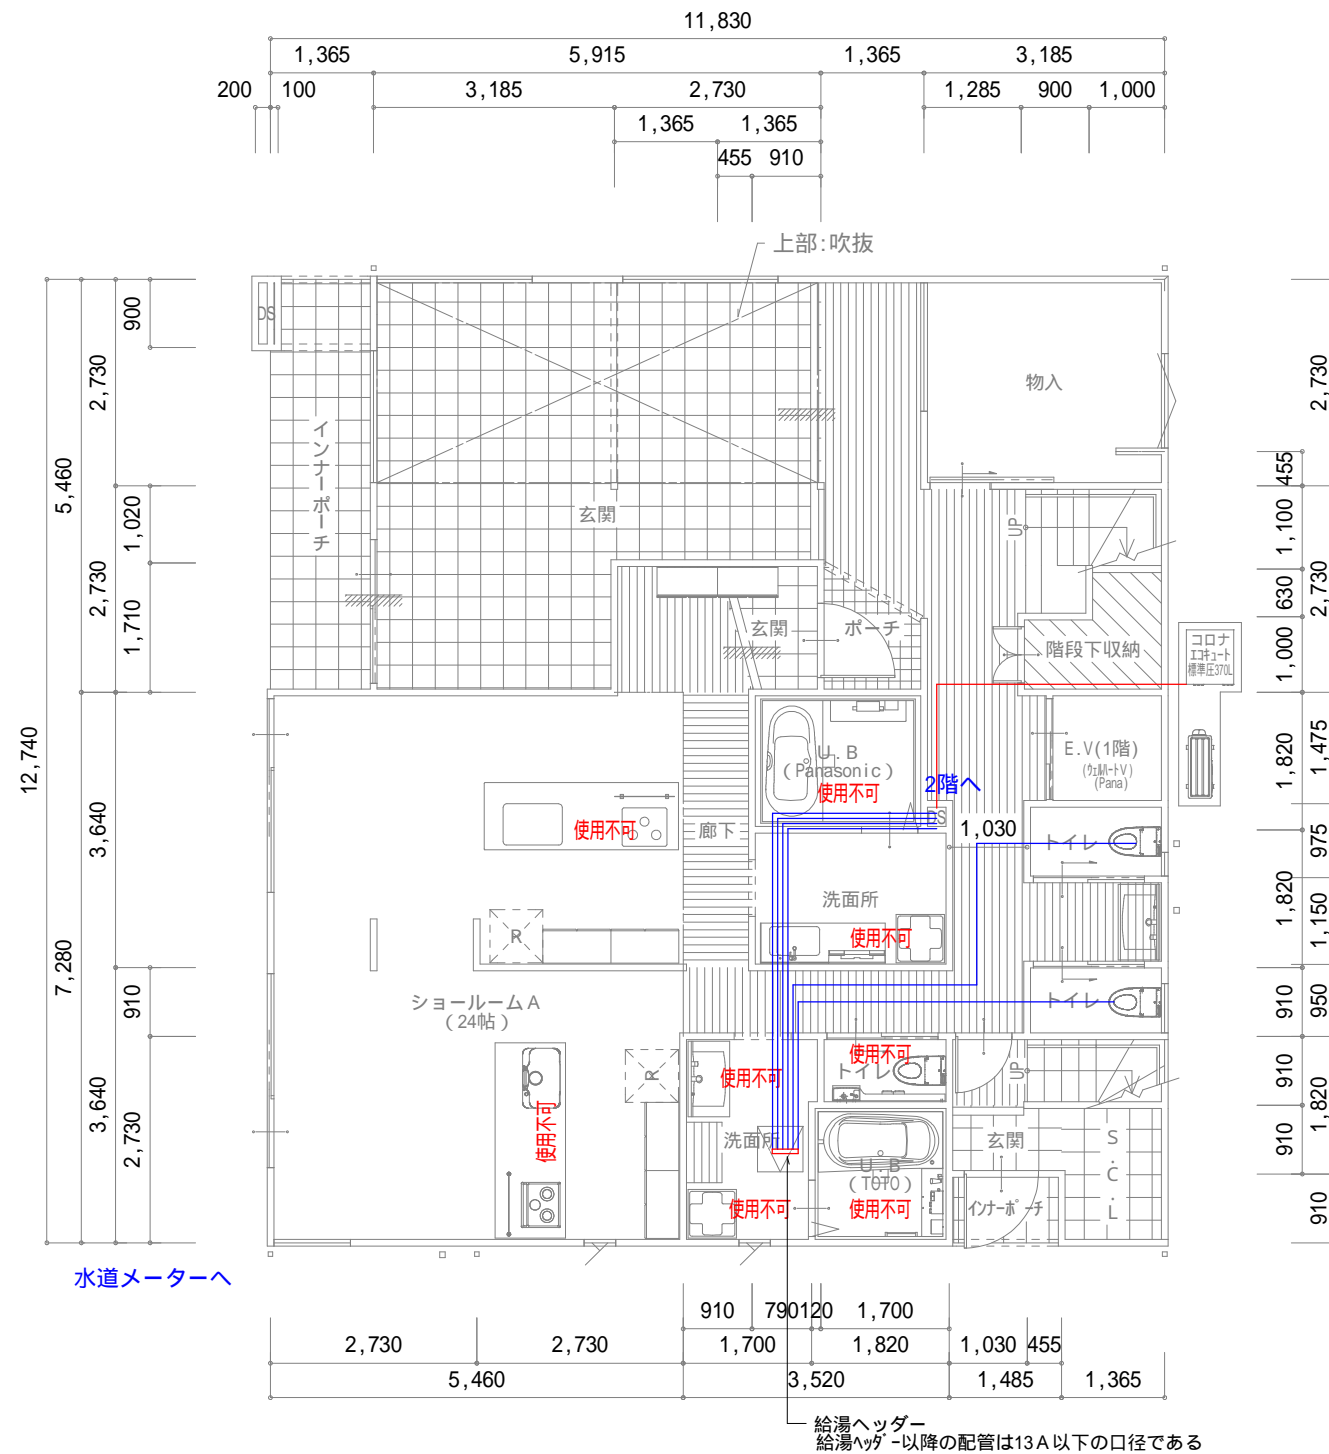 11,830
1,365 5,915 1,365 3,185
200 100 3,185 2,730 1,285 900 1,000
1,365 1,365
455 910
上部:吹抜
DS
900
2,730
物入
2,730
インナーポーチ
5,460
455
1,020
玄関
UP
1,100
2,730
1,710
630
2,730
玄関
ポーチ
階段下収納
1,000
コロナ
エコキュート
標準圧370L
12,740
3,640
U.B
(Panasonic)
使用不可
2階へ
DS
E.V(1階)
(ウェルハートV)
(Pana)
1,820
1,475
使用不可
廊下
1,030
トイレ
975
洗面所
使用不可
R
1,820
1,150
7,280
910
ショールームA
(24帖)
トイレ
910
950
使用不可
トイレ
使用不可
R
UP
910
3,640
2,730
使用不可
洗面所
U.B
(TOTO)
使用不可
使用不可
玄関
インナーポーチ
S.C.L
1,820
910
910
水道メーターへ
910 790 120 1,700
2,730 2,730 1,700 1,820 1,030 455
5,460 3,520 1,485 1,365
給湯ヘッダー
給湯ヘッダー以降の配管は13A以下の口径である